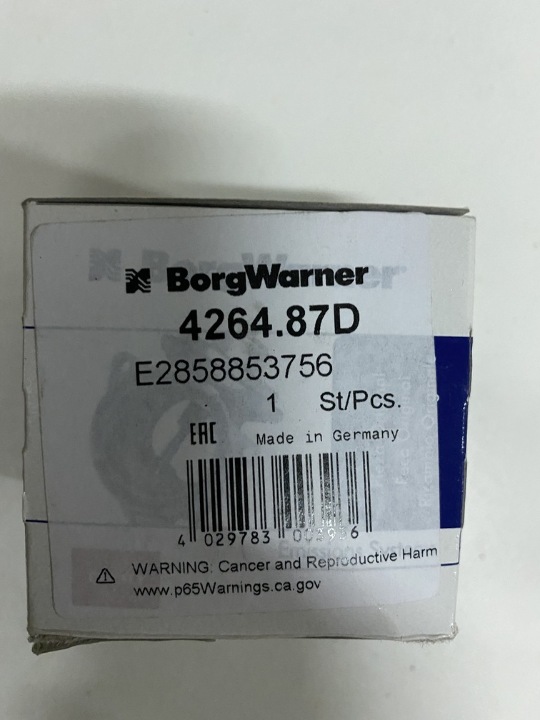 BorgWarner
4264.87D
E2858853756
1 St/Pcs.
EAC
Made in Germany
4 029783
WARNING: Cancer and Reproductive Harm
www.p65Warnings.ca.gov